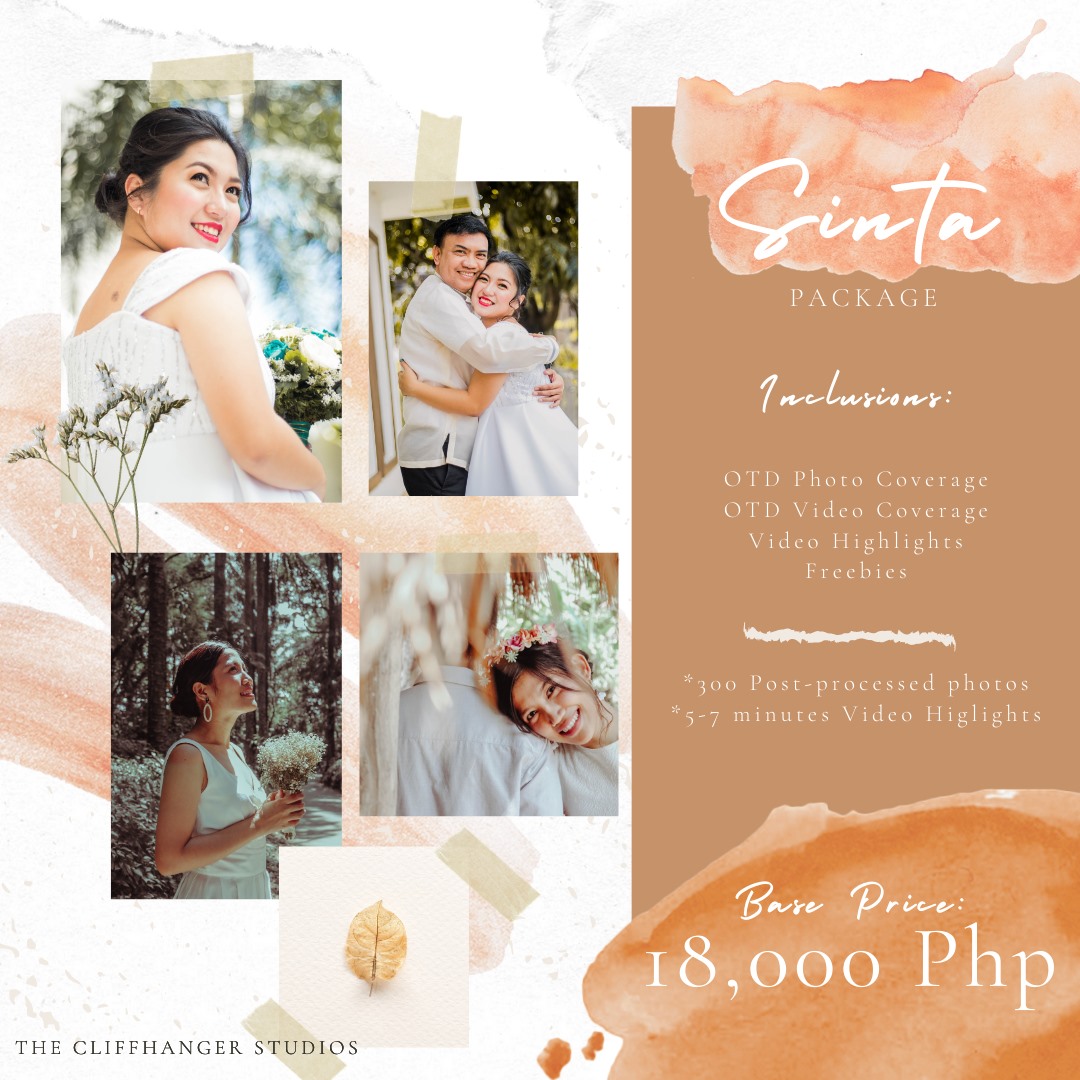 Sinta
PACKAGE
Inclusions:
OTD Photo Coverage
OTD Video Coverage
Video Highlights
Freebies
*300 Post-processed photos
*5-7 minutes Video Higlights
Base Price:
18,000 Php
THE CLIFFHANGER STUDIOS